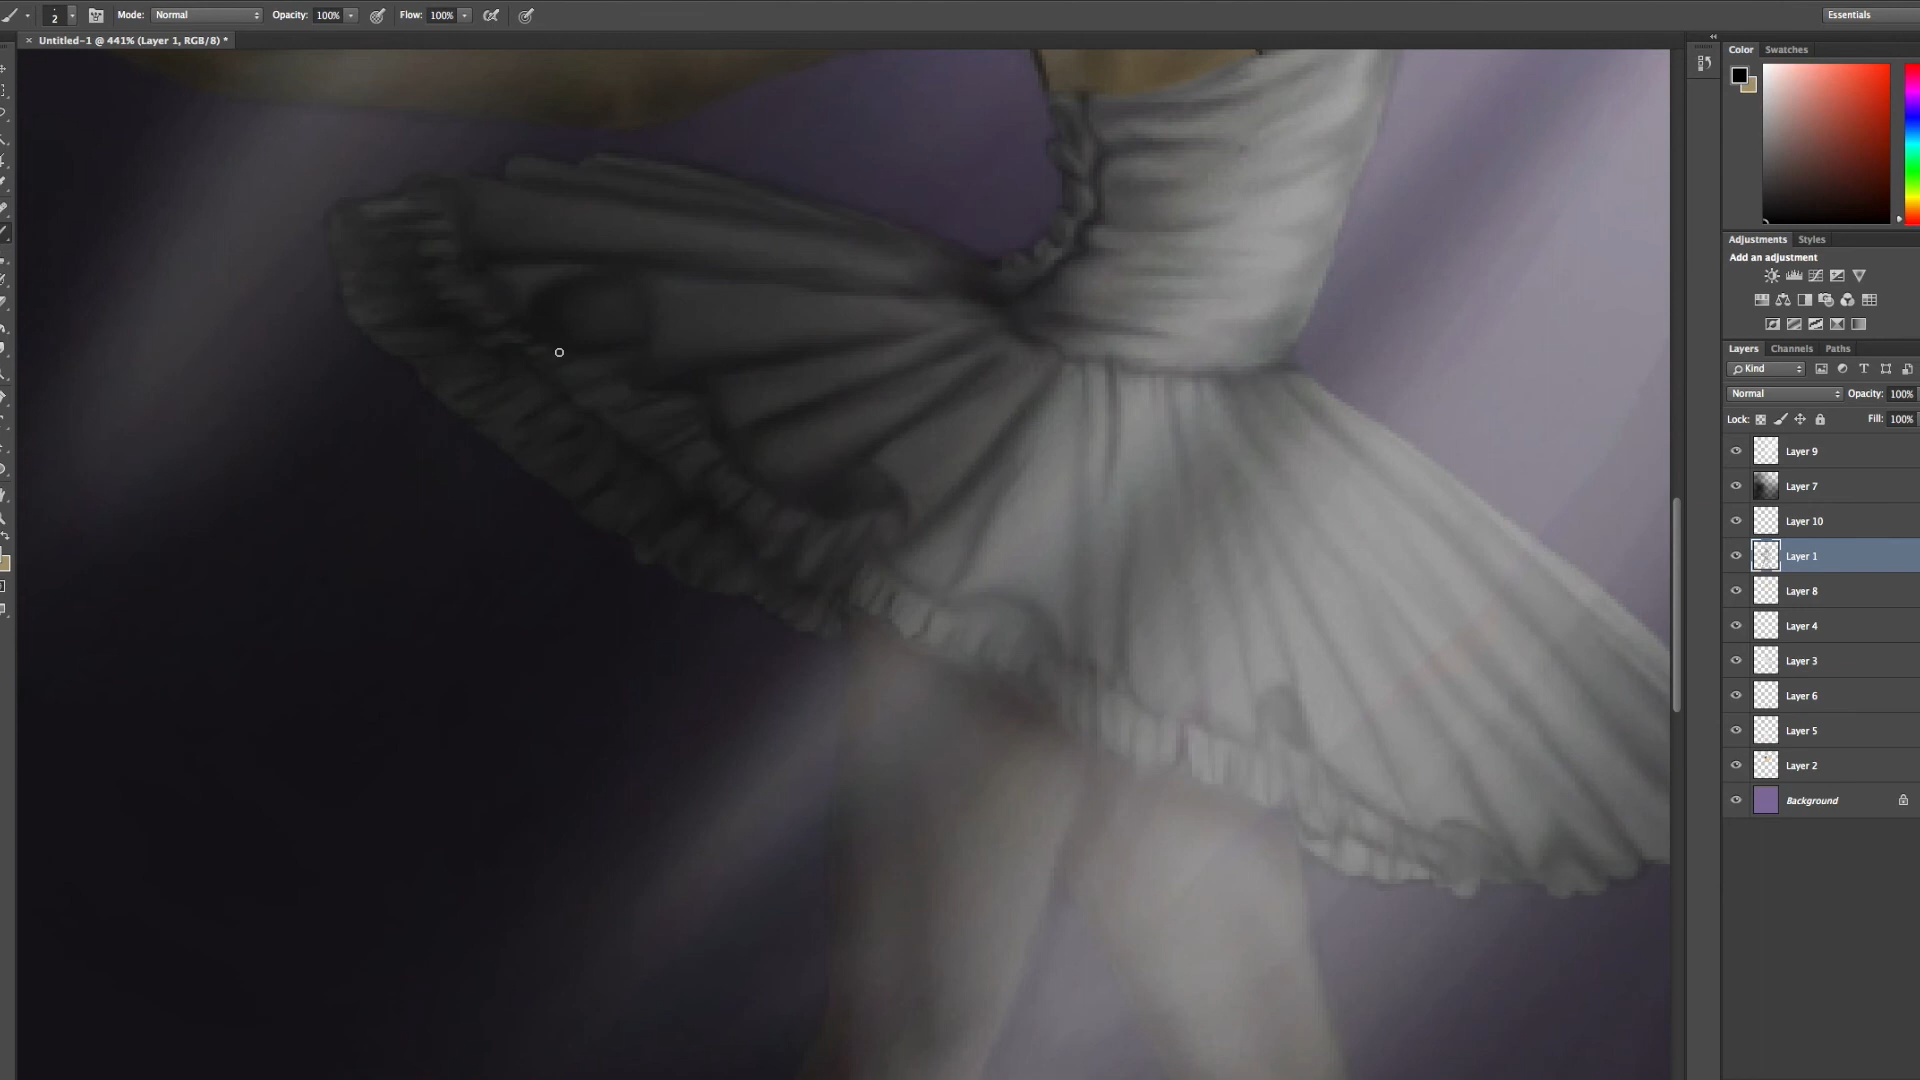 2 Mode: Normal Opacity: 100% Flow: 100% Essentials
× Untitled-1 @ 441% (Layer 1, RGB/8) *
Color Swatches
Adjustments Styles
Add an adjustment
Layers Channels Paths
Kind
Normal Opacity: 100%
Lock: Fill: 100%
Layer 9
Layer 7
Layer 10
Layer 1
Layer 8
Layer 4
Layer 3
Layer 6
Layer 5
Layer 2
Background